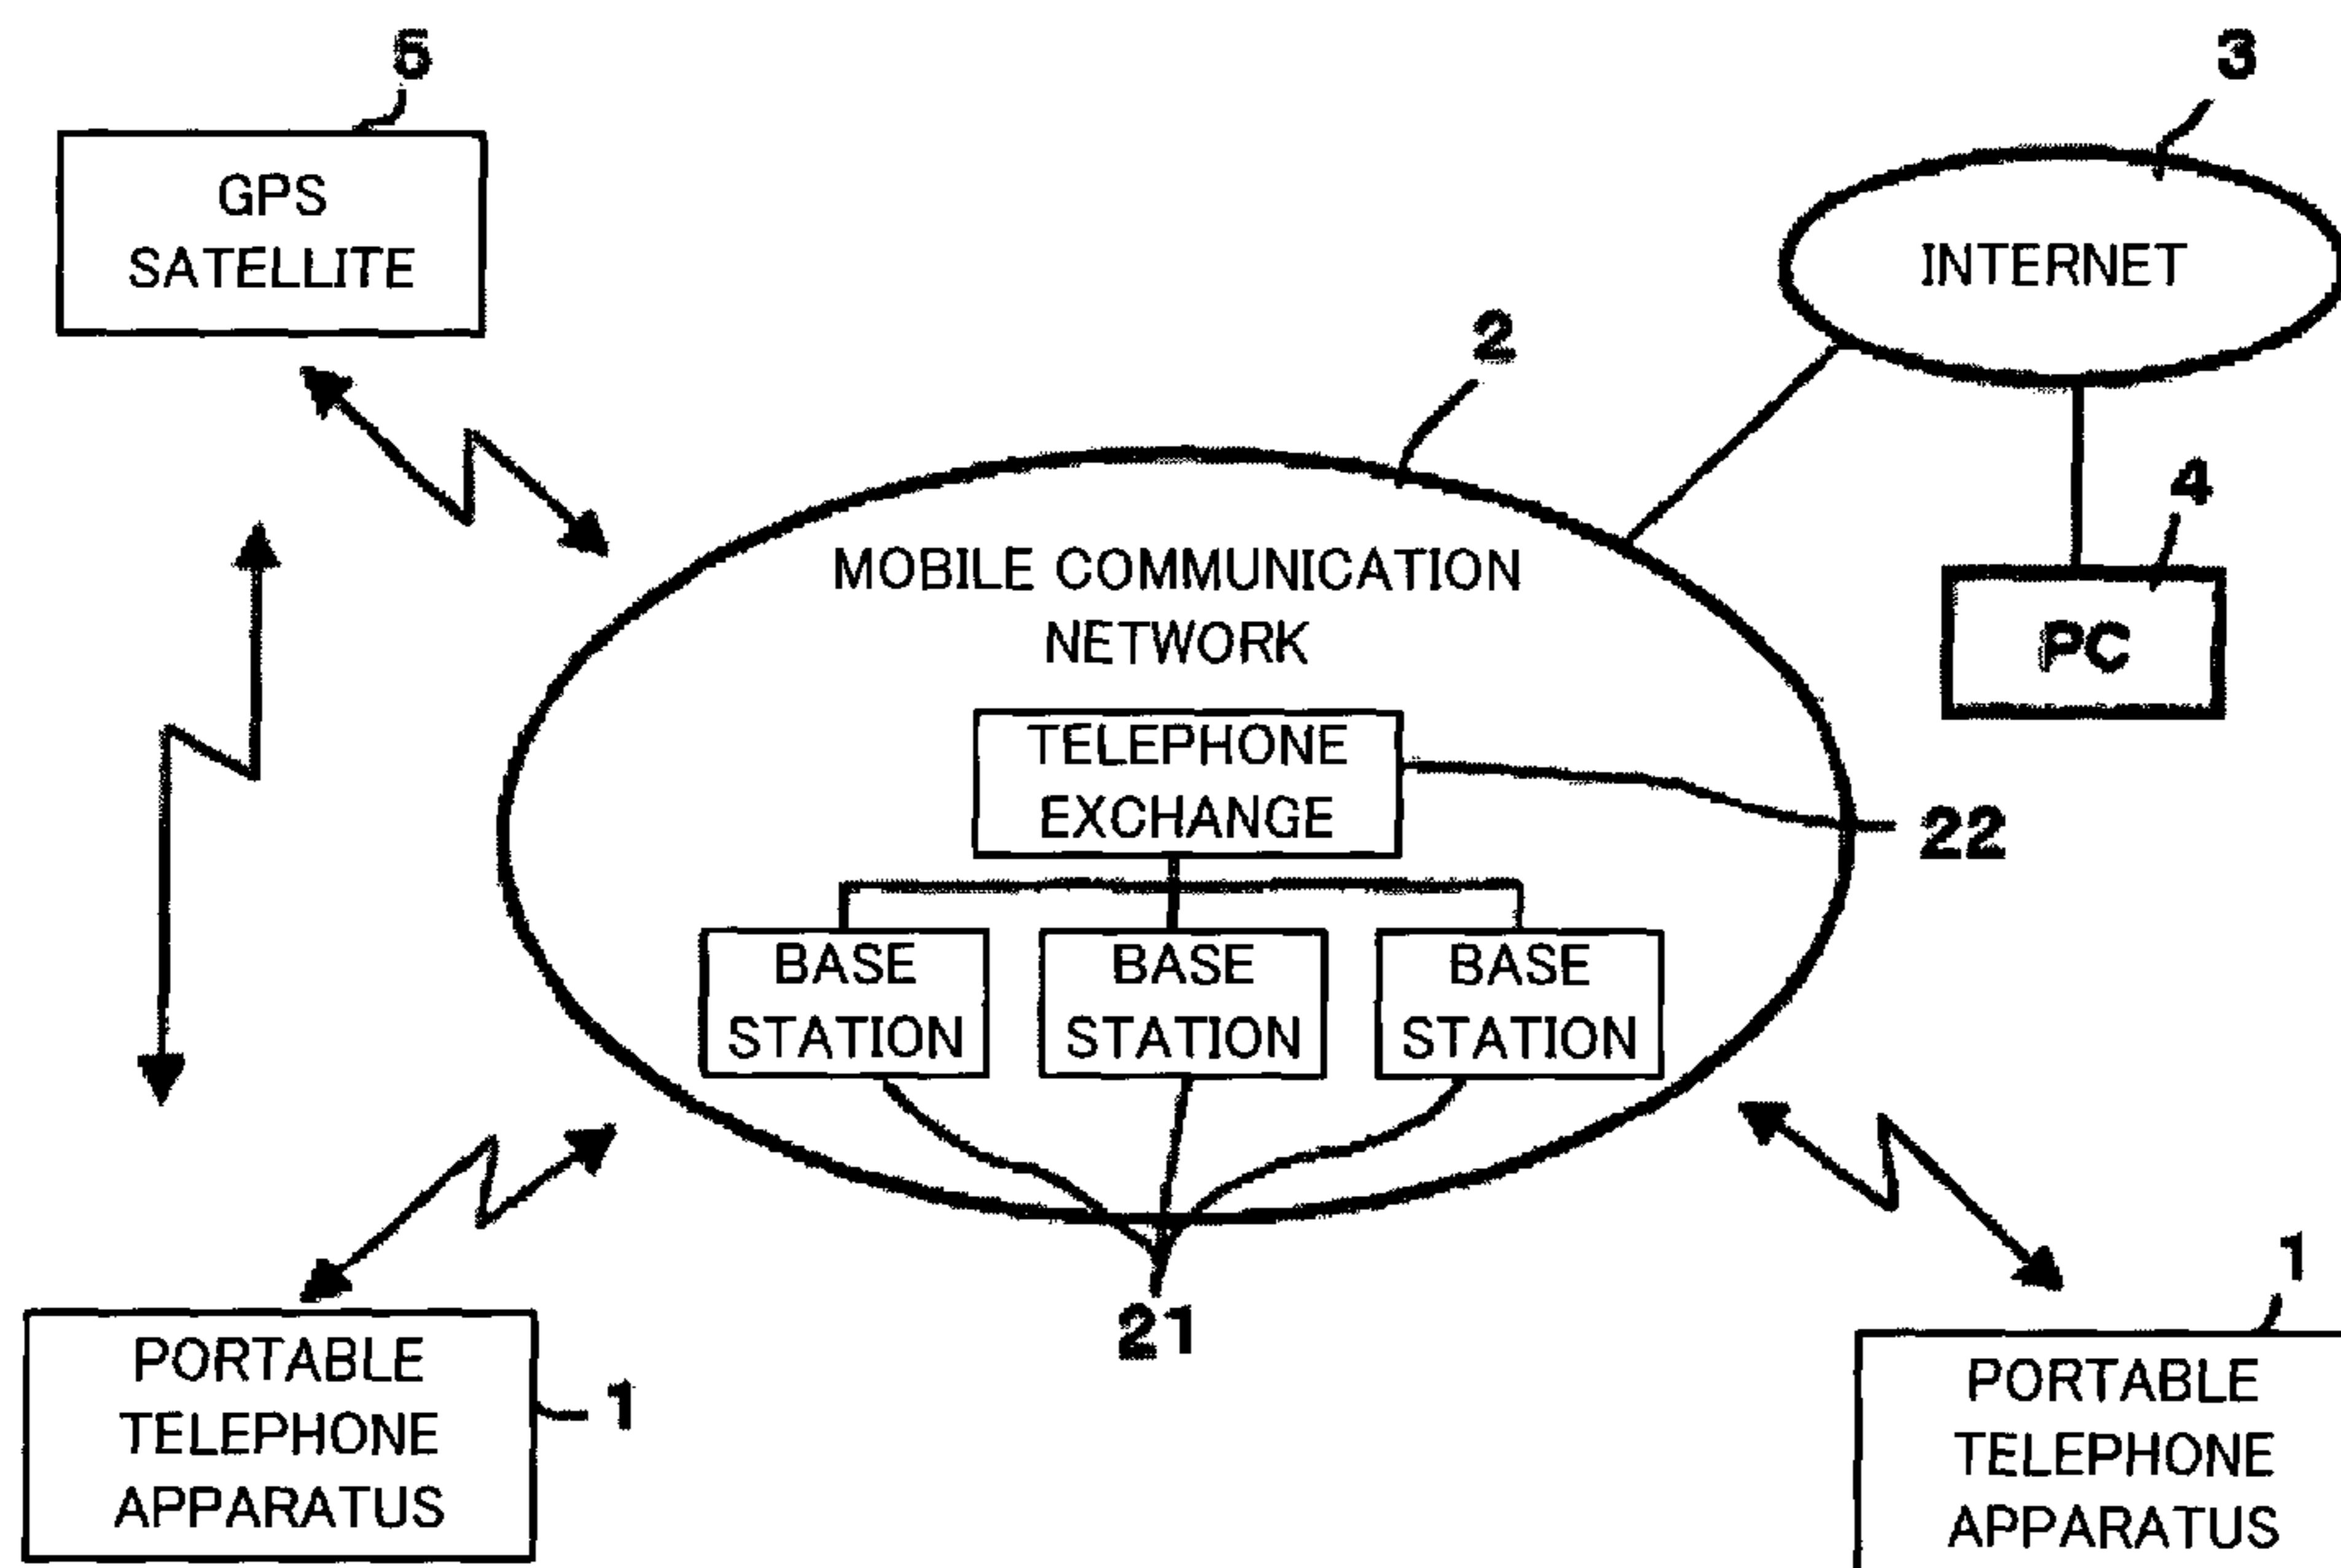 5
GPS
SATELLITE
3
INTERNET
2
4
PC
MOBILE COMMUNICATION
NETWORK
TELEPHONE
EXCHANGE
22
BASE
STATION
BASE
STATION
BASE
STATION
21
PORTABLE
TELEPHONE
APPARATUS
1
1
PORTABLE
TELEPHONE
APPARATUS